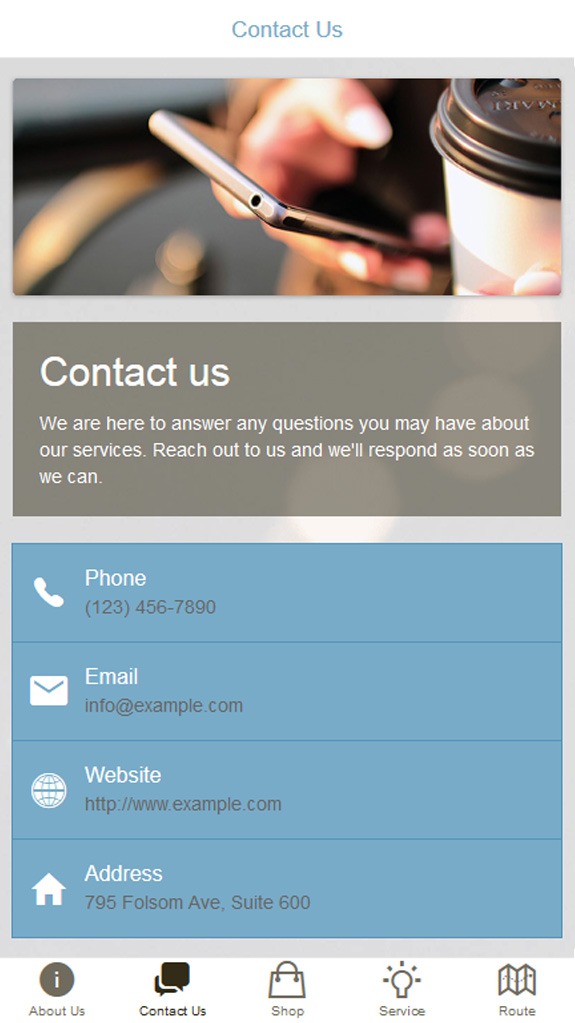 Contact Us
Contact us
We are here to answer any questions you may have about
our services. Reach out to us and we'll respond as soon as
we can.
Phone
(123) 456-7890
Email
info@example.com
Website
http://www.example.com
Address
795 Folsom Ave, Suite 600
About Us
Contact Us
Shop
Service
Route